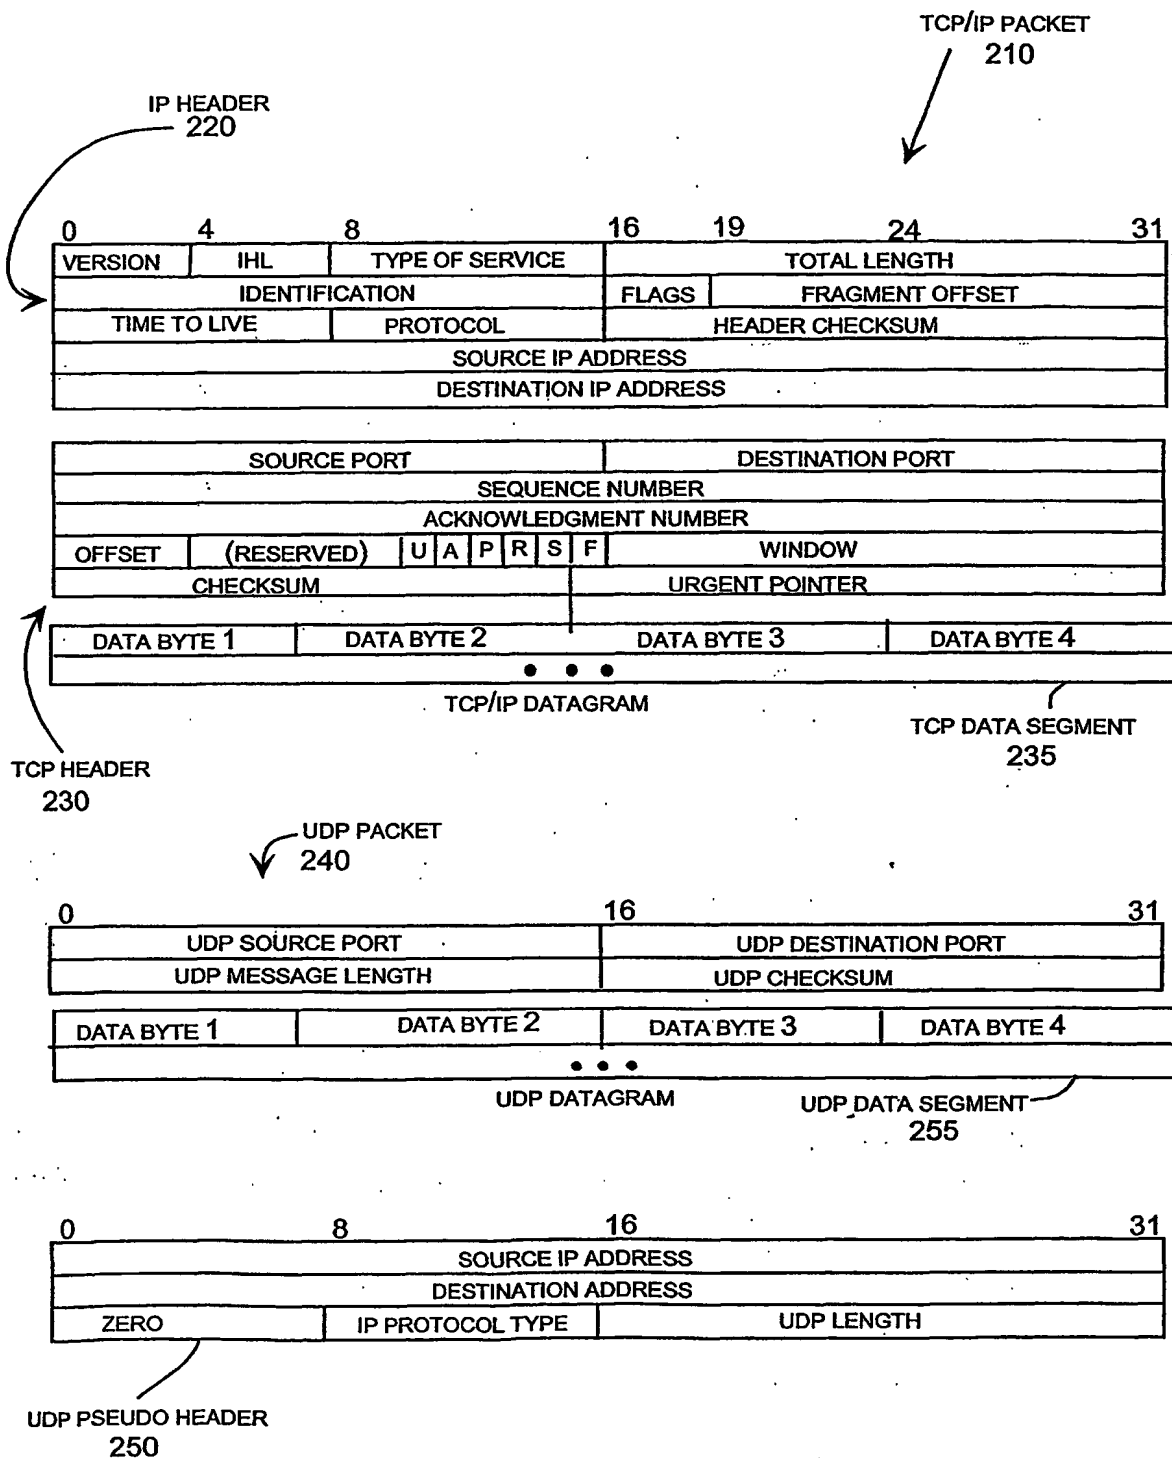 TCP/IP PACKET
210
IP HEADER
220
0 4 8 16 19 24 31
VERSION IHL TYPE OF SERVICE TOTAL LENGTH
IDENTIFICATION FLAGS FRAGMENT OFFSET
TIME TO LIVE PROTOCOL HEADER CHECKSUM
SOURCE IP ADDRESS
DESTINATION IP ADDRESS
SOURCE PORT DESTINATION PORT
SEQUENCE NUMBER
ACKNOWLEDGMENT NUMBER
OFFSET (RESERVED) U A P R S F WINDOW
CHECKSUM URGENT POINTER
DATA BYTE 1 DATA BYTE 2 DATA BYTE 3 DATA BYTE 4
• • •
TCP/IP DATAGRAM
TCP DATA SEGMENT
235
TCP HEADER
230
UDP PACKET
240
0 16 31
UDP SOURCE PORT UDP DESTINATION PORT
UDP MESSAGE LENGTH UDP CHECKSUM
DATA BYTE 1 DATA BYTE 2 DATA BYTE 3 DATA BYTE 4
• • •
UDP DATAGRAM
UDP DATA SEGMENT
255
0 8 16 31
SOURCE IP ADDRESS
DESTINATION ADDRESS
ZERO IP PROTOCOL TYPE UDP LENGTH
UDP PSEUDO HEADER
250